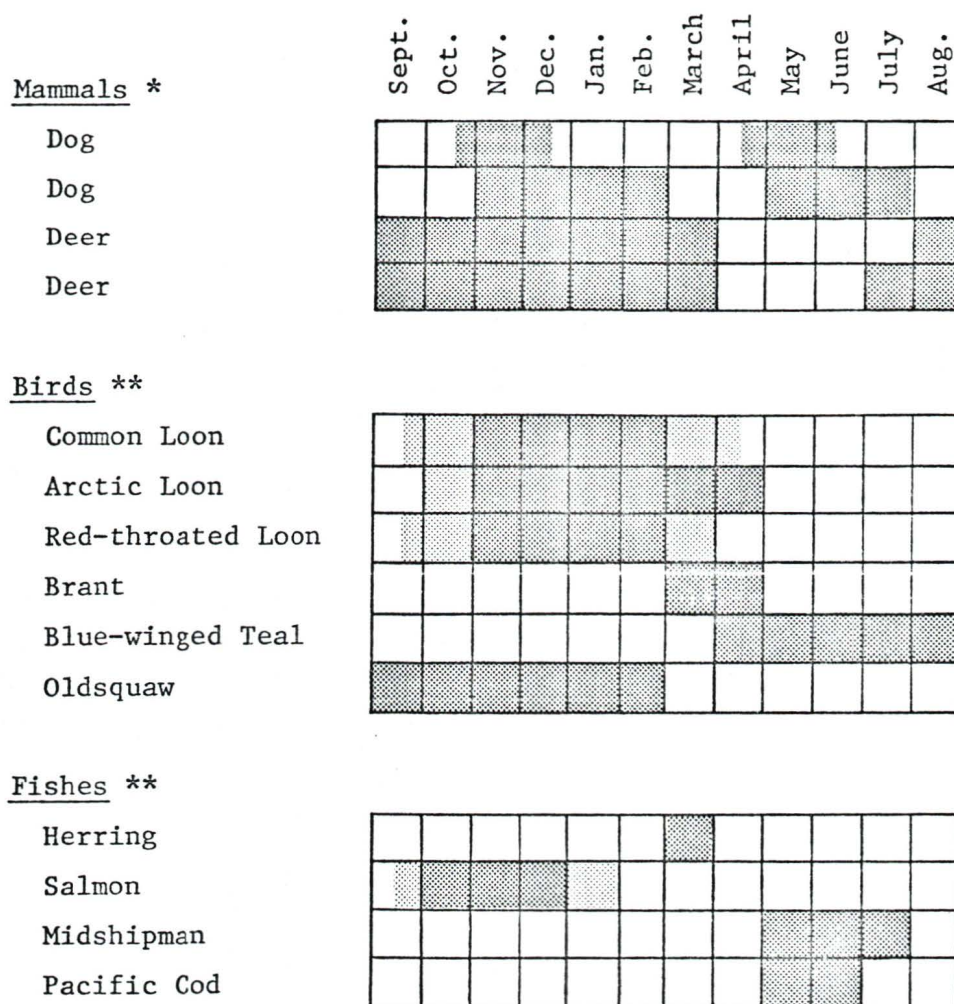 Sept. Oct. Nov. Dec. Jan. Feb. March April May June July Aug.
Mammals *
Dog
Dog
Deer
Deer
Birds **
Common Loon
Arctic Loon
Red-throated Loon
Brant
Blue-winged Teal
Oldsquaw
Fishes **
Herring
Salmon
Midshipman
Pacific Cod